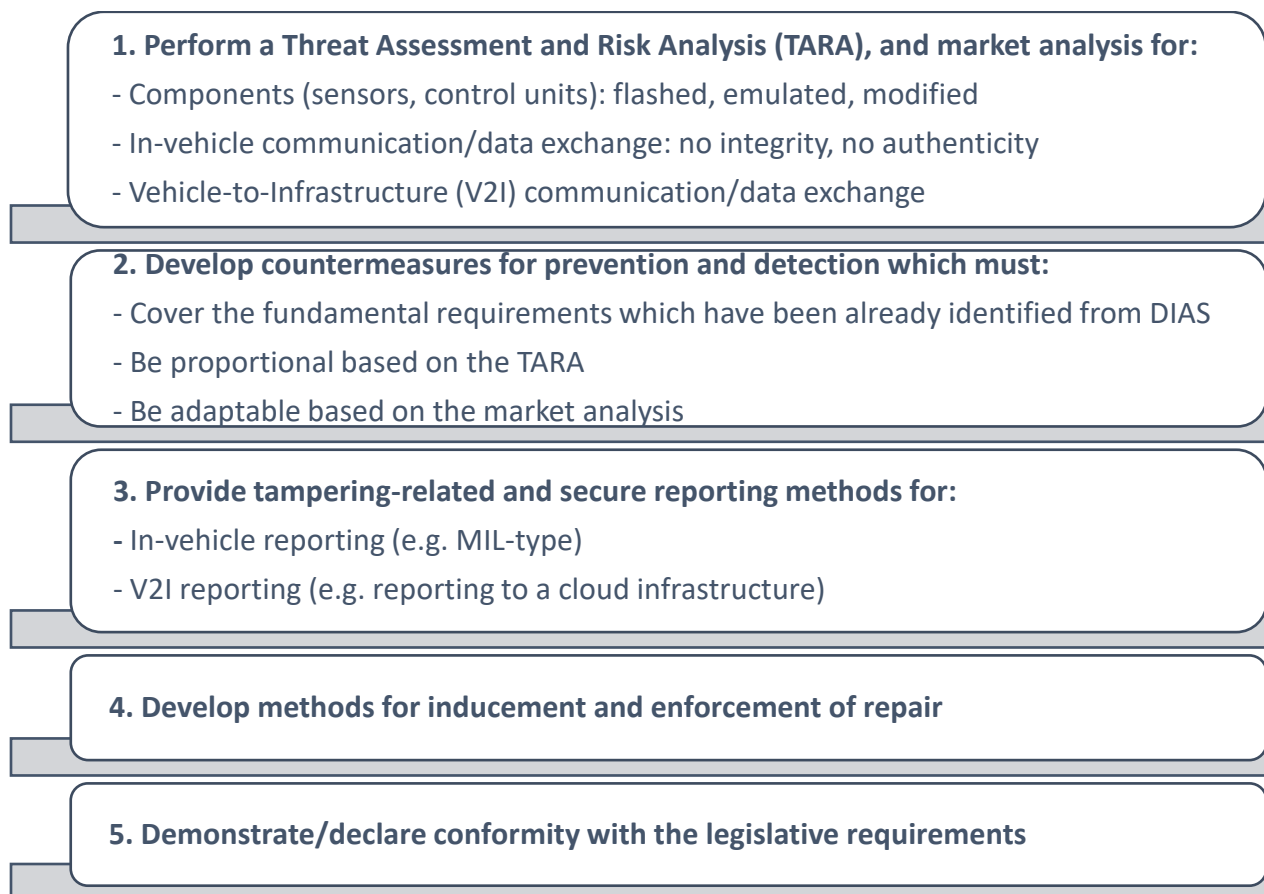 1. Perform a Threat Assessment and Risk Analysis (TARA), and market analysis for:
- Components (sensors, control units): flashed, emulated, modified
- In-vehicle communication/data exchange: no integrity, no authenticity
- Vehicle-to-Infrastructure (V2I) communication/data exchange
2. Develop countermeasures for prevention and detection which must:
- Cover the fundamental requirements which have been already identified from DIAS
- Be proportional based on the TARA
- Be adaptable based on the market analysis
3. Provide tampering-related and secure reporting methods for:
- In-vehicle reporting (e.g. MIL-type)
- V2I reporting (e.g. reporting to a cloud infrastructure)
4. Develop methods for inducement and enforcement of repair
5. Demonstrate/declare conformity with the legislative requirements